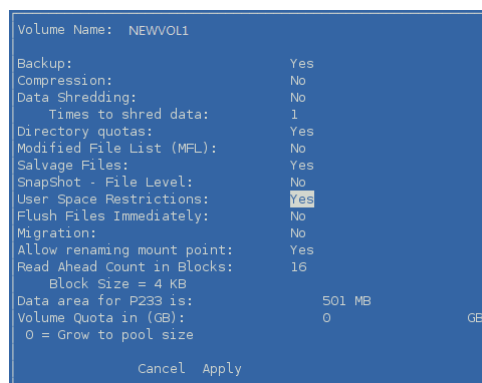 Volume Name: NEWVOL1
Backup: Yes
Compression: No
Data Shredding: No
Times to shred data: 1
Directory quotas: Yes
Modified File List (MFL): No
Salvage Files: Yes
SnapShot - File Level: No
User Space Restrictions: Yes
Flush Files Immediately: No
Migration: No
Allow renaming mount point: Yes
Read Ahead Count in Blocks: 16
Block Size = 4 KB
Data area for P233 is: 501 MB
Volume Quota in (GB): 0 GB
0 = Grow to pool size
Cancel Apply